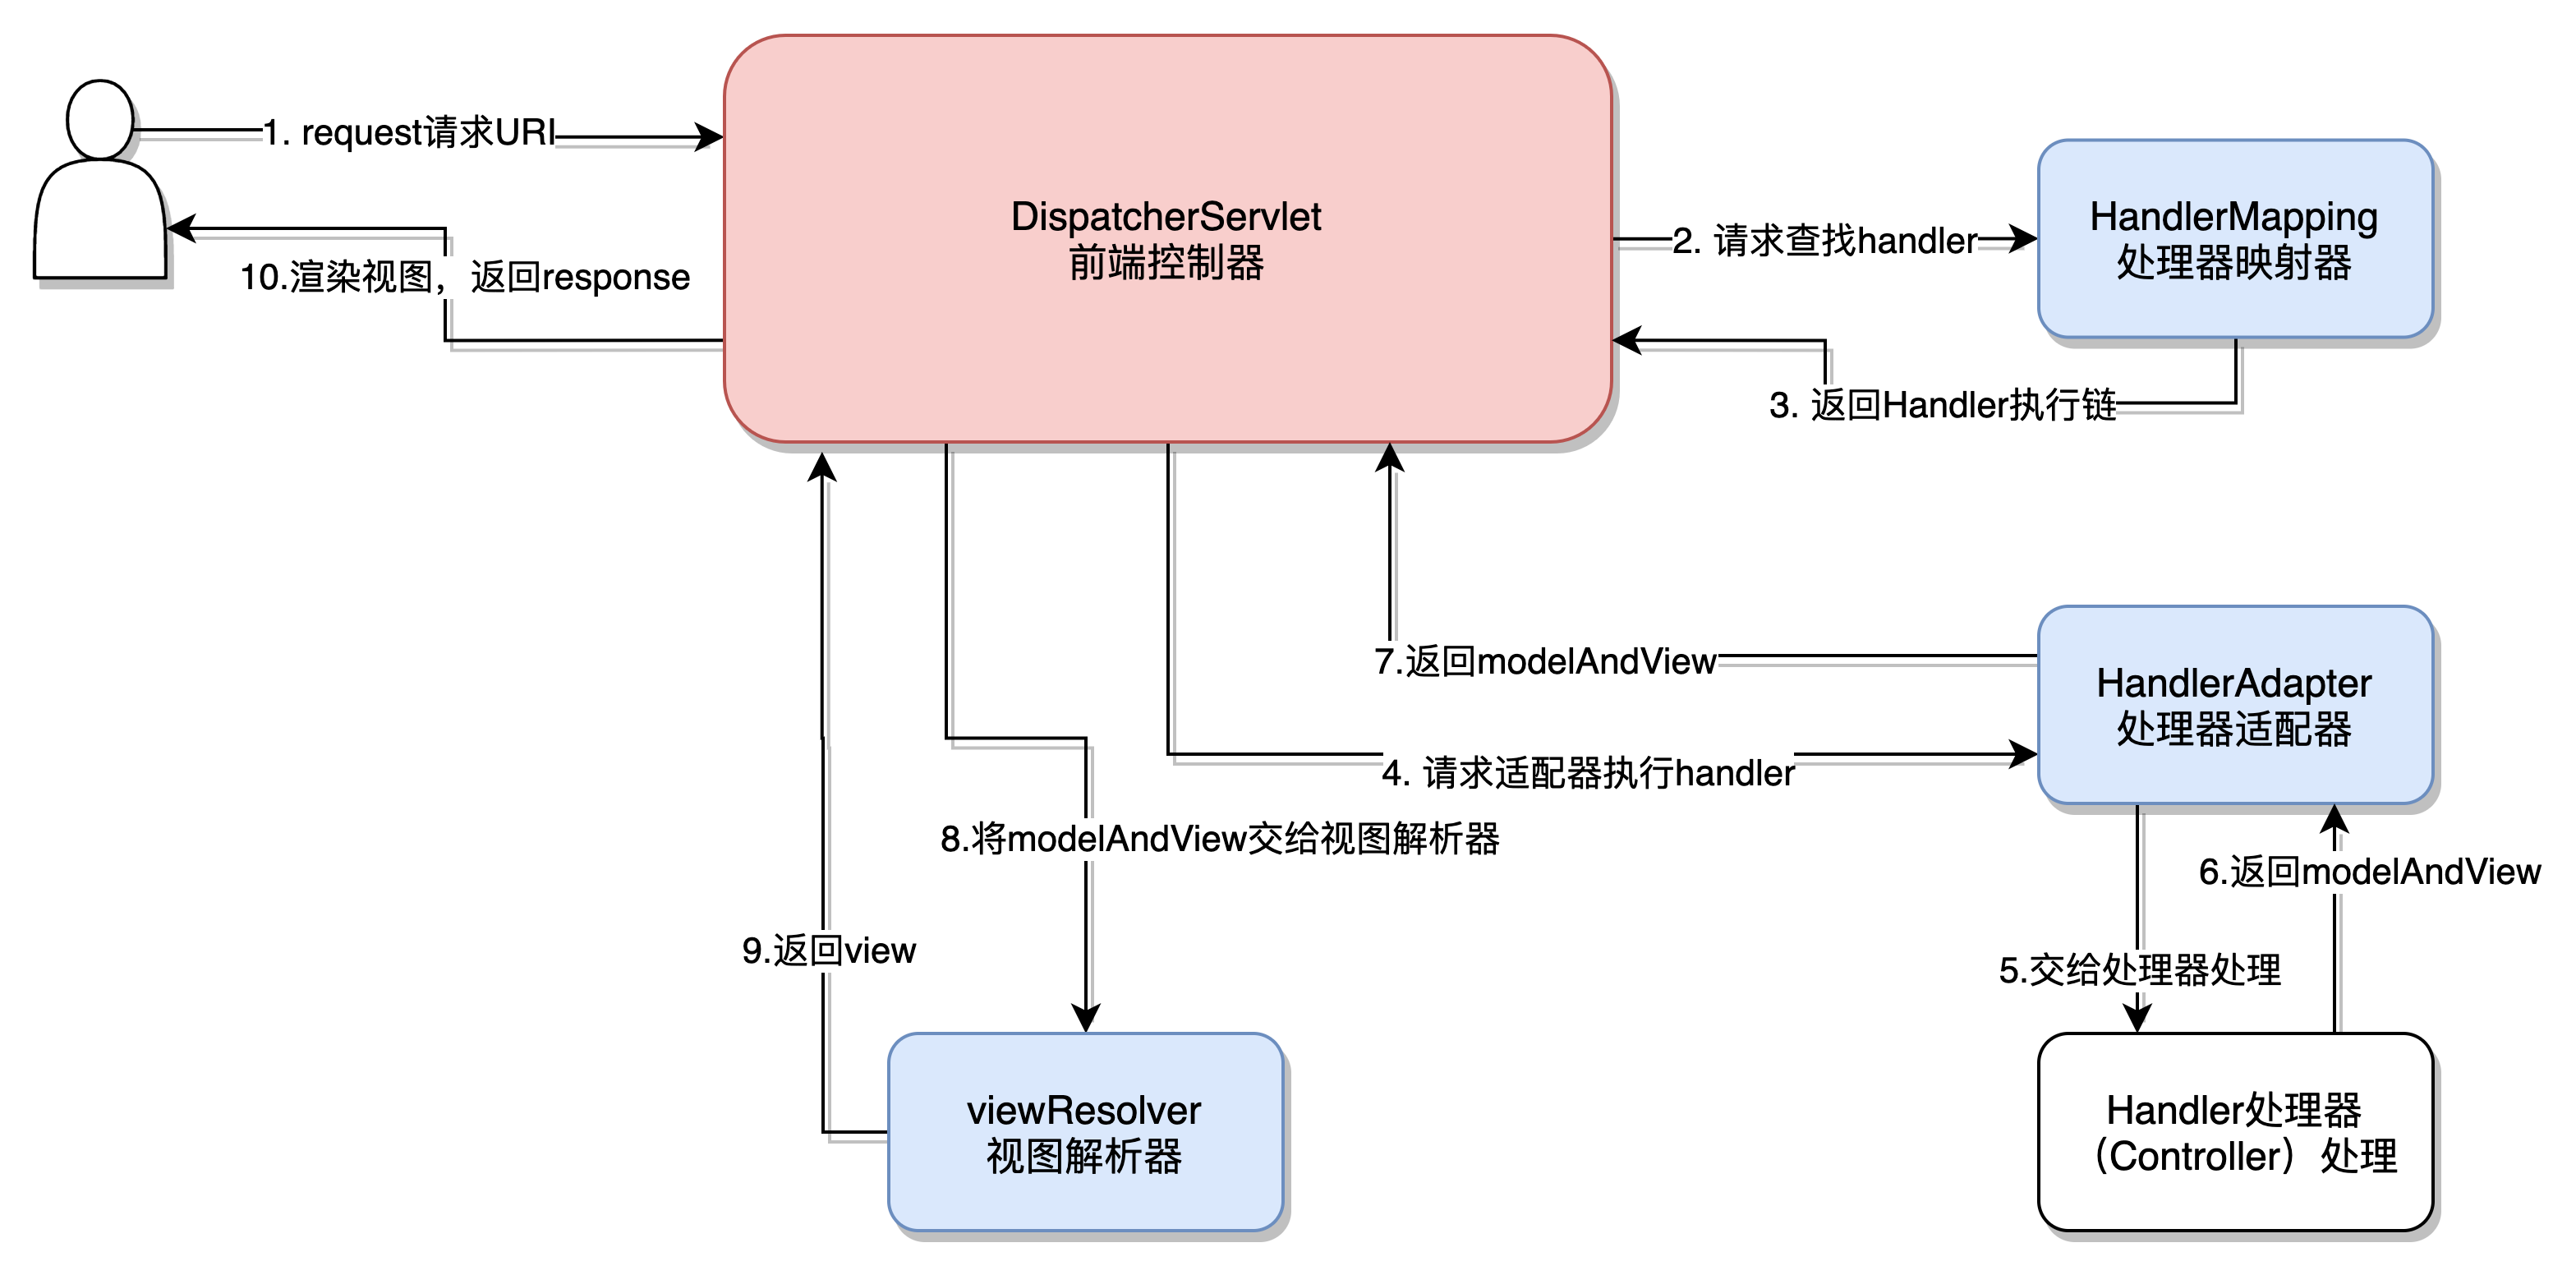 1. request请求URI
DispatcherServlet
前端控制器
HandlerMapping
处理器映射器
2. 请求查找handler
10.渲染视图，返回response
3. 返回Handler执行链
7.返回modelAndView
HandlerAdapter
处理器适配器
4. 请求适配器执行handler
8.将modelAndView交给视图解析器
6.返回modelAndView
9.返回view
5.交给处理器处理
viewResolver
视图解析器
Handler处理器
（Controller）处理